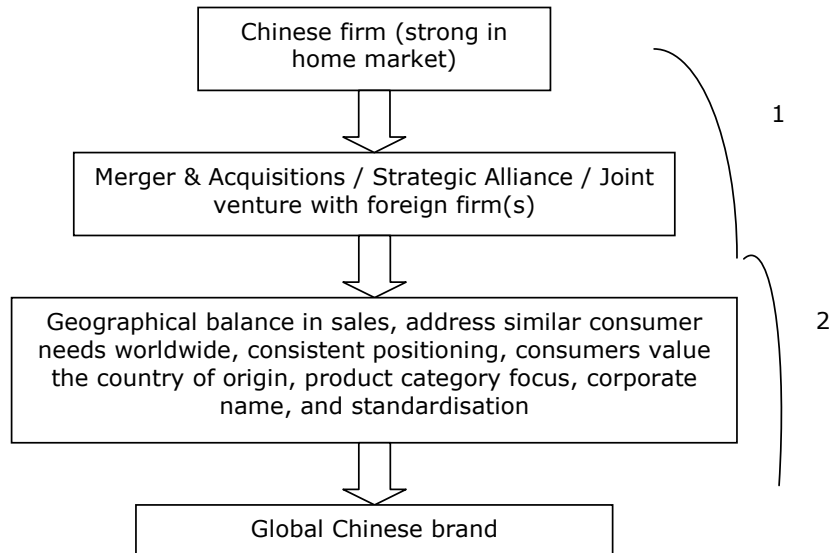 Chinese firm (strong in
home market)
1
Merger & Acquisitions / Strategic Alliance / Joint
venture with foreign firm(s)
Geographical balance in sales, address similar consumer
needs worldwide, consistent positioning, consumers value
the country of origin, product category focus, corporate
name, and standardisation
2
Global Chinese brand